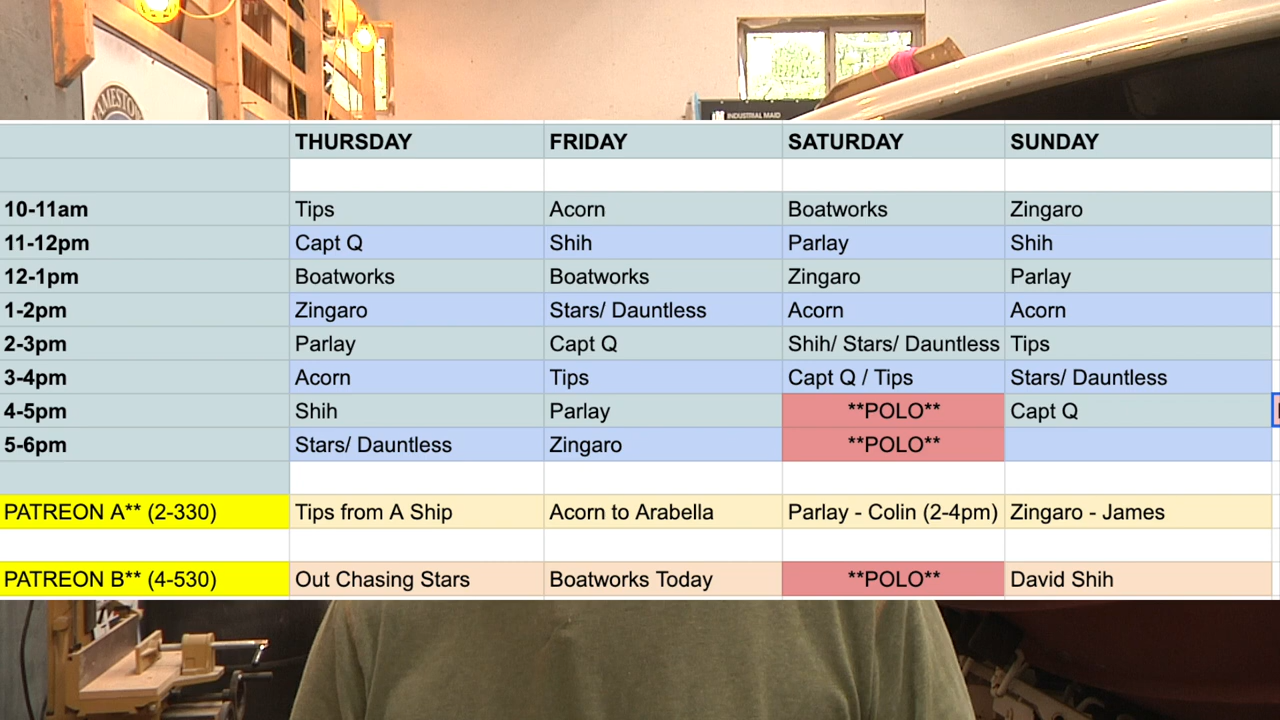 INDUSTRIAL MAID
THURSDAY FRIDAY SATURDAY SUNDAY
10-11am Tips Acorn Boatworks Zingaro
11-12pm Capt Q Shih Parlay Shih
12-1pm Boatworks Boatworks Zingaro Parlay
1-2pm Zingaro Stars/ Dauntless Acorn Acorn
2-3pm Parlay Capt Q Shih/ Stars/ Dauntless Tips
3-4pm Acorn Tips Capt Q / Tips Stars/ Dauntless
4-5pm Shih Parlay **POLO** Capt Q
5-6pm Stars/ Dauntless Zingaro **POLO**
PATREON A** (2-330) Tips from A Ship Acorn to Arabella Parlay - Colin (2-4pm) Zingaro - James
PATREON B** (4-530) Out Chasing Stars Boatworks Today **POLO** David Shih